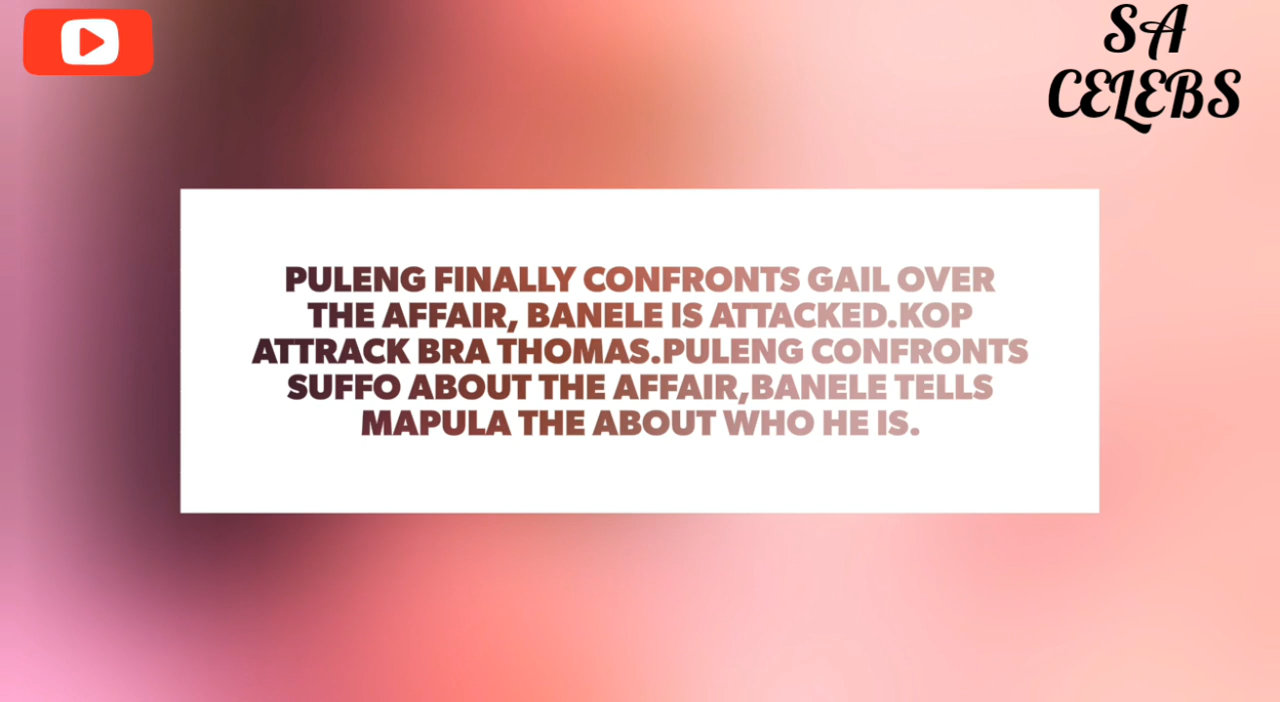 SA
CELEBS
PULENG FINALLY CONFRONTS GAIL OVER
THE AFFAIR, BANELE IS ATTACKED.KOP
ATTRACK BRA THOMAS.PULENG CONFRONTS
SUFFO ABOUT THE AFFAIR,BANELE TELLS
MAPULA THE ABOUT WHO HE IS.